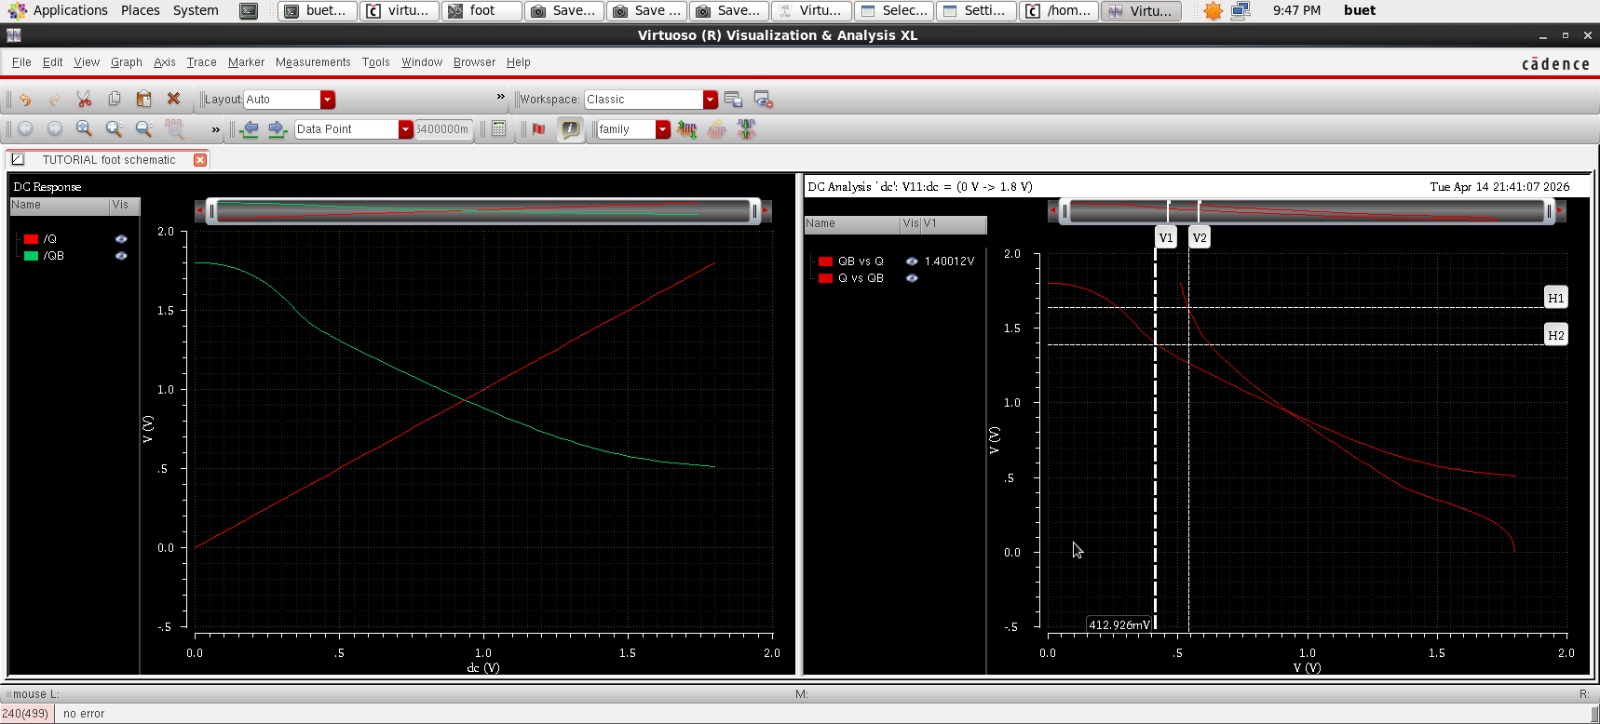 Applications Places System buet... virtu... foot Save... Save ... Save... Virtu... Selec... Setti... /hom... Virtu... 9:47 PM buet
Virtuoso (R) Visualization & Analysis XL
File Edit View Graph Axis Trace Marker Measurements Tools Window Browser Help
cādence
Layout: Auto » Workspace: Classic
» Data Point 5400000m family
TUTORIAL foot schematic
DC Response
Name Vis
/Q
/QB
2.0
1.5
1.0
.5
0.0
-.5
V (V)
0.0 .5 1.0 1.5 2.0
dc (V)
DC Analysis `dc': V11:dc = (0 V -> 1.8 V) Tue Apr 14 21:41:07 2026
Name Vis V1
QB vs Q 1.40012V
Q vs QB
V1 V2
H1
H2
2.0
1.5
1.0
.5
0.0
-.5
V (V)
412.926mV
0.0 .5 1.0 1.5 2.0
V (V)
mouse L: M: R:
240(499) no error